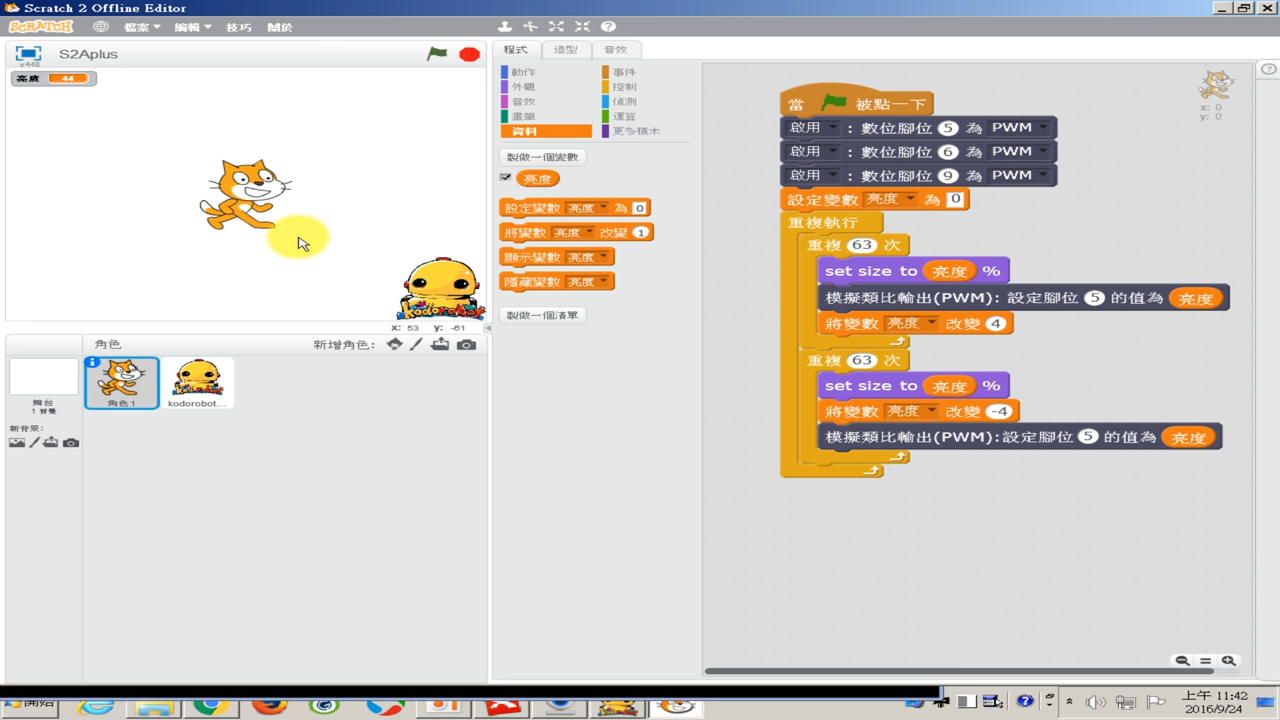 Scratch 2 Offline Editor
SCRATCH 檔案 編輯 技巧 關於
S2Aplus
v448
亮度 44
x: 53 y: -61
角色 新增角色:
舞台
1 背景
新背景:
角色1
kodorobot...
kodorobot
程式 造型 音效
動作 事件
外觀 控制
音效 偵測
畫筆 運算
資料 更多積木
製做一個變數
亮度
設定變數 亮度 為 0
將變數 亮度 改變 1
顯示變數 亮度
隱藏變數 亮度
製做一個清單
當 被點一下
啟用 : 數位腳位 5 為 PWM
啟用 : 數位腳位 6 為 PWM
啟用 : 數位腳位 9 為 PWM
設定變數 亮度 為 0
重複執行
重複 63 次
set size to 亮度 %
模擬類比輸出(PWM): 設定腳位 5 的值為 亮度
將變數 亮度 改變 4
重複 63 次
set size to 亮度 %
將變數 亮度 改變 -4
模擬類比輸出(PWM):設定腳位 5 的值為 亮度
x: 0
y: 0
開始
上午 11:42
2016/9/24